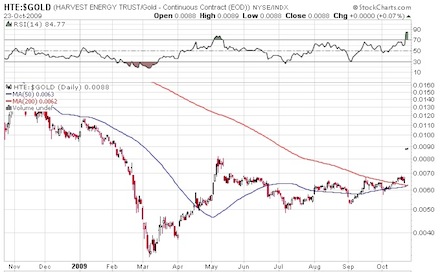 HTE:$GOLD (HARVEST ENERGY TRUST/Gold - Continuous Contract (EOD)) NYSE/INDX @StockCharts.com
23-Oct-2009 Open 0.0088 High 0.0089 Low 0.0088 Close 0.0088 Chg +0.0000 (+0.07%)
RSI(14) 84.77
90
70
50
30
10
HTE:$GOLD (Daily) 0.0088
MA(50) 0.0063
MA(200) 0.0062
Volume undef
0.0160
0.0150
0.0140
0.0130
0.0120
0.0110
0.0100
0.0090
0.0080
0.0070
0.0060
0.0050
0.0040
Nov Dec 2009 Feb Mar Apr May Jun Jul Aug Sep Oct